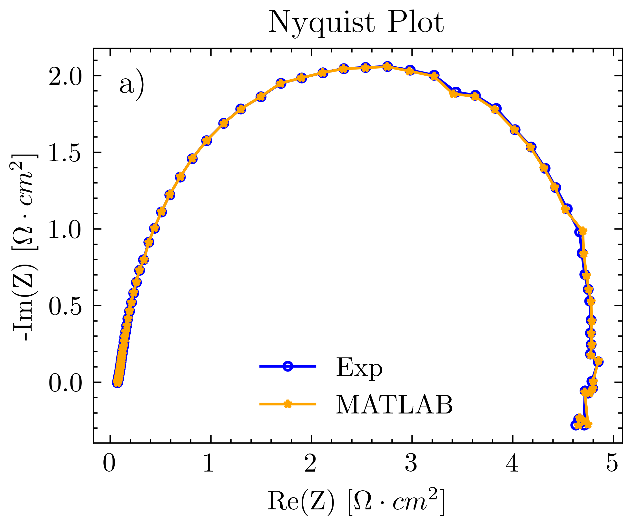 Nyquist Plot
a)
2.0
1.5
1.0
0.5
0.0
-Im(Z) [Ω · cm²]
Exp
MATLAB
0 1 2 3 4 5
Re(Z) [Ω · cm²]